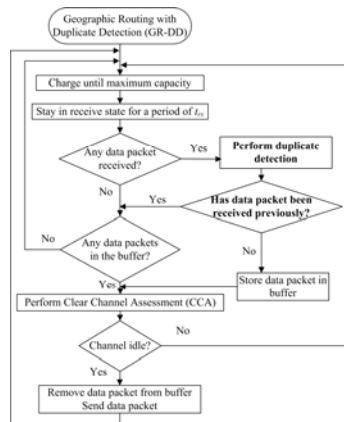 Geographic Routing with
Duplicate Detection (GR-DD)
Charge until maximum capacity
Stay in receive state for a period of trx
Any data packet
received?
Yes
Perform duplicate
detection
No
Yes
Has data packet been
received previously?
No
Any data packets
in the buffer?
No
Yes
Store data packet in
buffer
Perform Clear Channel Assessment (CCA)
Channel idle?
No
Yes
Remove data packet from buffer
Send data packet